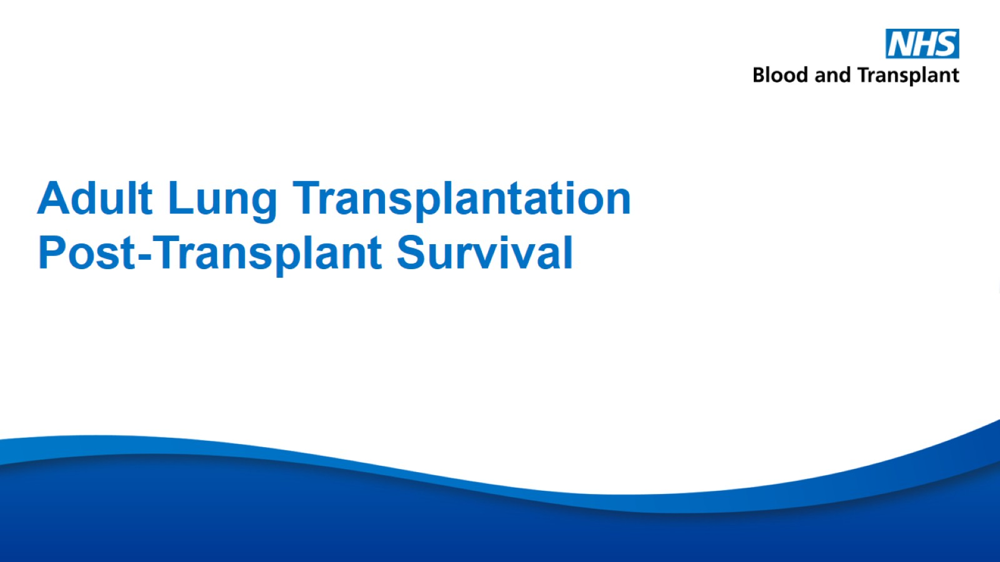 NHS
Blood and Transplant
Adult Lung Transplantation
Post-Transplant Survival